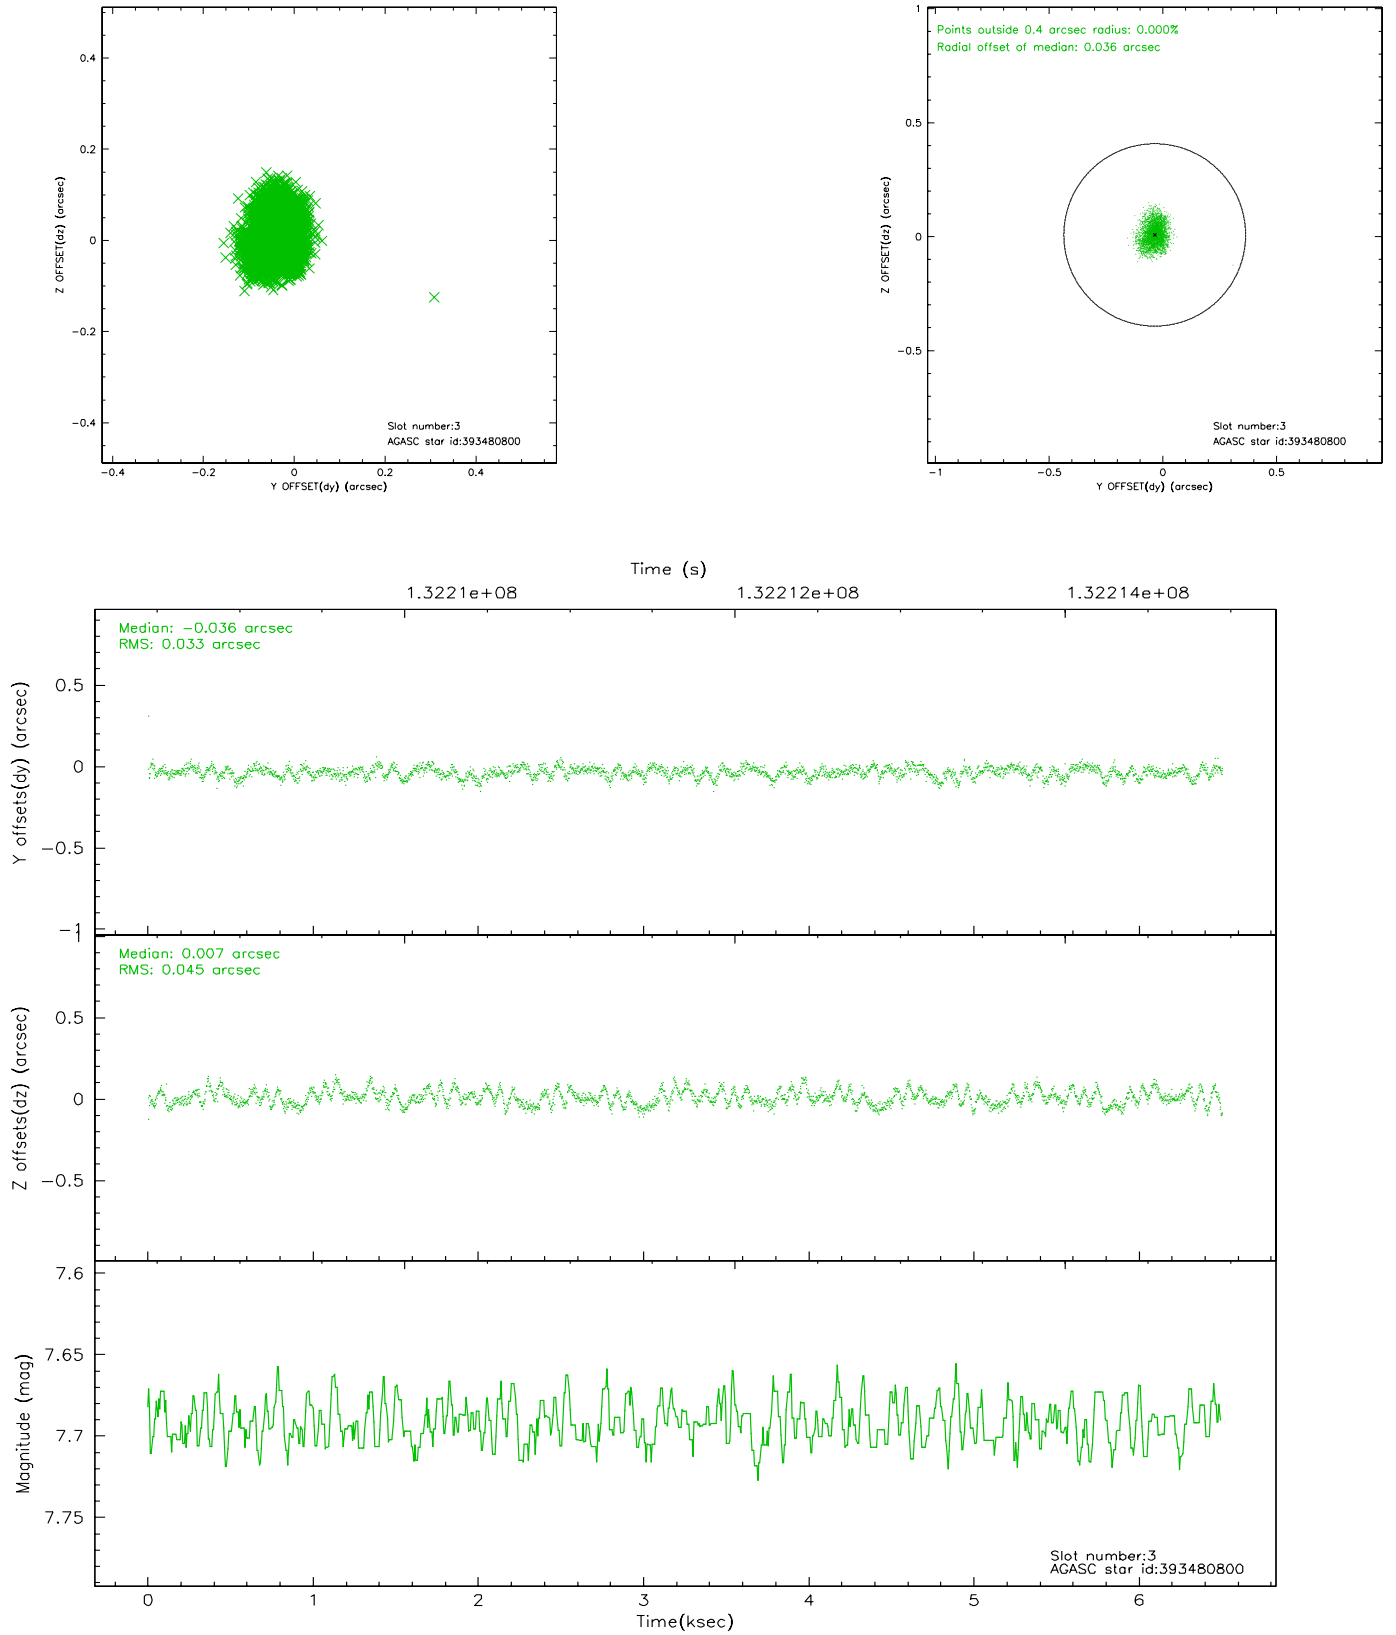 0.4
0.2
0
−0.2
−0.4
Z OFFSET(dz) (arcsec)
Slot number:3
AGASC star id:393480800
−0.4 −0.2 0 0.2 0.4
Y OFFSET(dy) (arcsec)
1
0.5
0
−0.5
Z OFFSET(dz) (arcsec)
Points outside 0.4 arcsec radius: 0.000%
Radial offset of median: 0.036 arcsec
Slot number:3
AGASC star id:393480800
−1 −0.5 0 0.5
Y OFFSET(dy) (arcsec)
Time (s)
1.3221e+08 1.32212e+08 1.32214e+08
Median: −0.036 arcsec
RMS: 0.033 arcsec
0.5
0
−0.5
−1
Y offsets(dy) (arcsec)
Median: 0.007 arcsec
RMS: 0.045 arcsec
1
0.5
0
−0.5
Z offsets(dz) (arcsec)
7.6
7.65
7.7
7.75
Magnitude (mag)
Slot number:3
AGASC star id:393480800
0 1 2 3 4 5 6
Time(ksec)